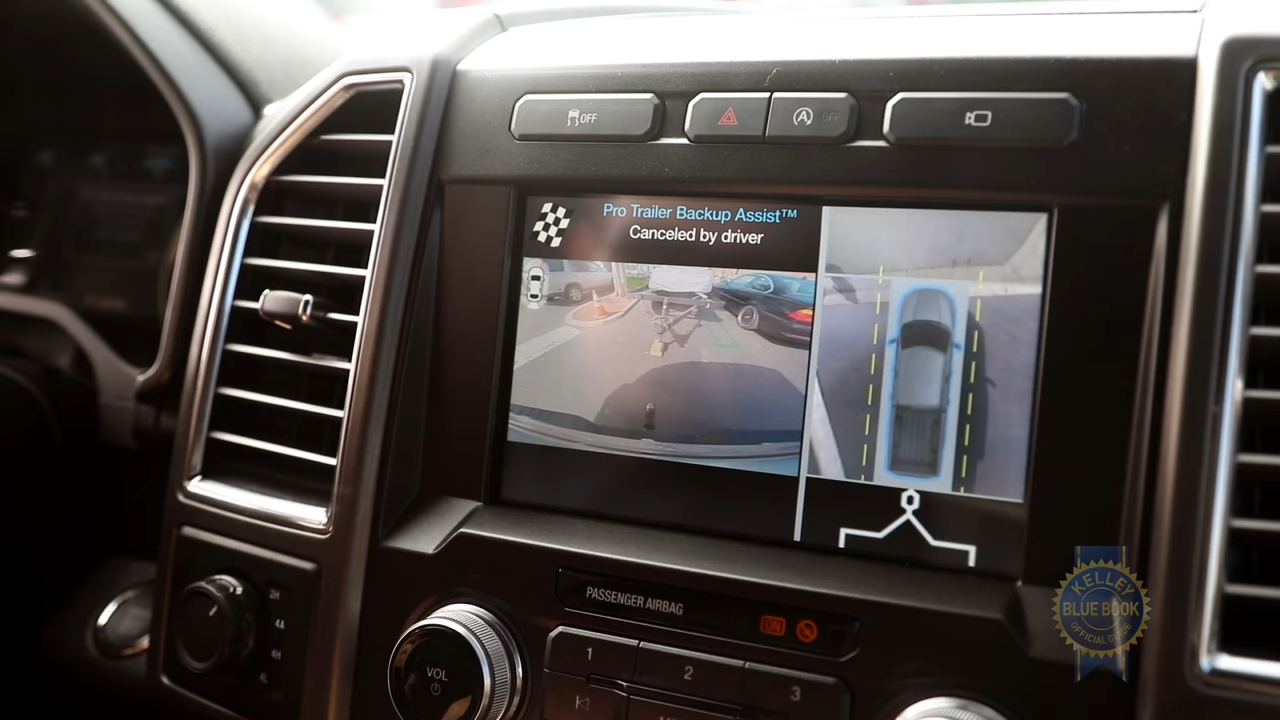 OFF
OFF
Pro Trailer Backup Assist™
Canceled by driver
PASSENGER AIRBAG
ON
2H
4A
4H
4L
VOL
1
2
3
KELLEY
BLUE BOOK
OFFICIAL GUIDE